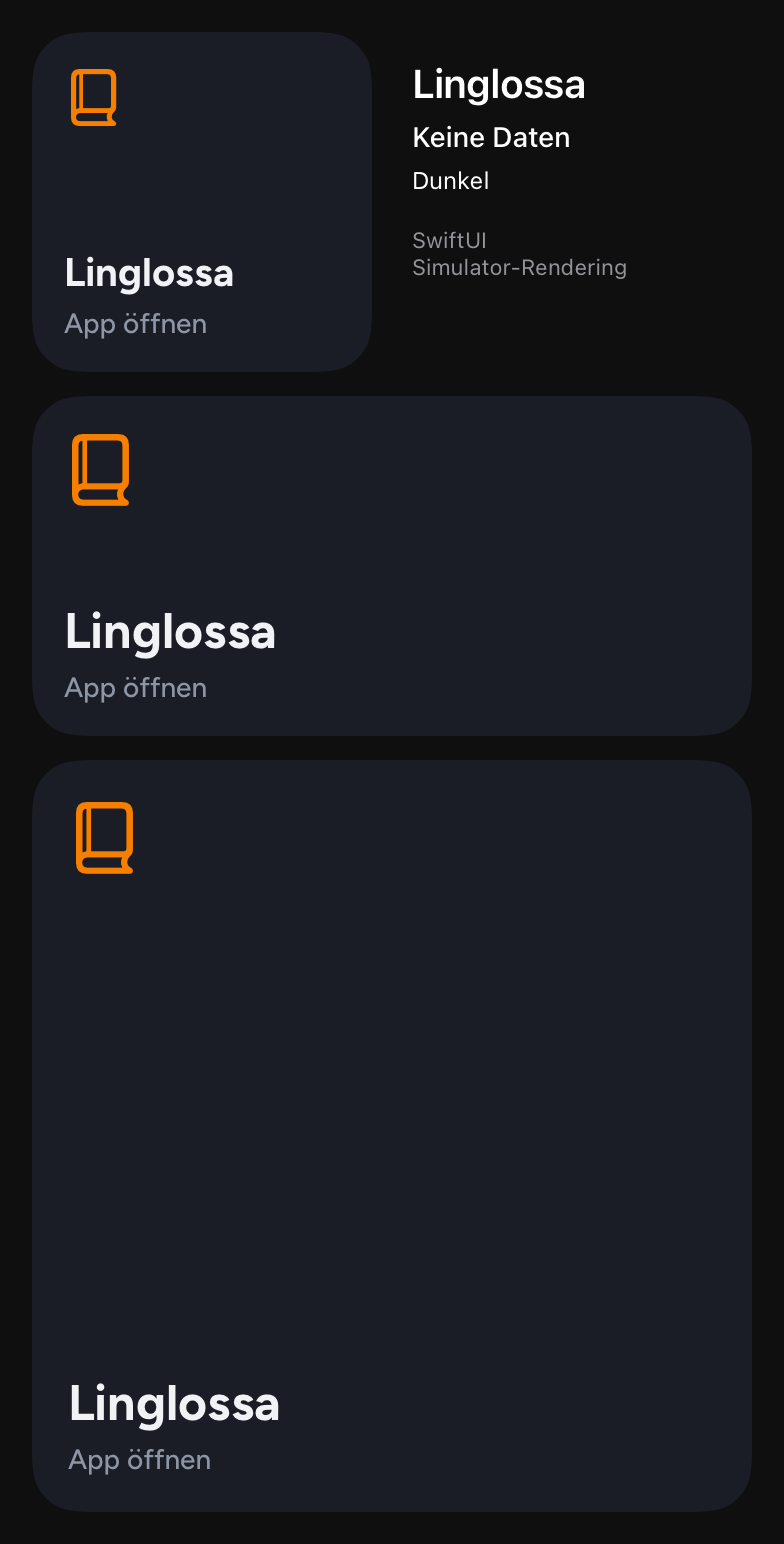 Linglossa
App öffnen
Linglossa
Keine Daten
Dunkel
SwiftUI
Simulator-Rendering
Linglossa
App öffnen
Linglossa
App öffnen